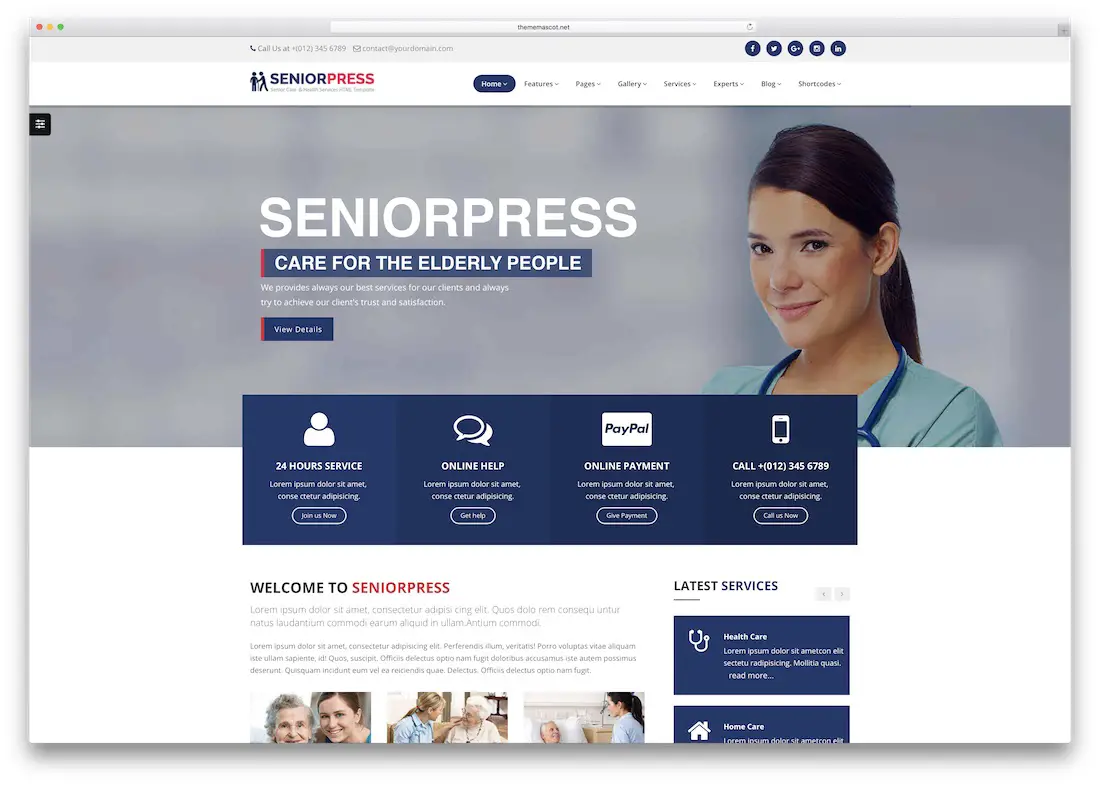 thememascot.net
Call Us at +(012) 345 6789 contact@yourdomain.com
SENIORPRESS
Senior Care & Health Services HTML Template
Home Features Pages Gallery Services Experts Blog Shortcodes
SENIORPRESS
CARE FOR THE ELDERLY PEOPLE
We provides always our best services for our clients and always
try to achieve our client's trust and satisfaction.
View Details
PayPal
24 HOURS SERVICE
Lorem ipsum dolor sit amet,
conse ctetur adipisicing.
Join us Now
ONLINE HELP
Lorem ipsum dolor sit amet,
conse ctetur adipisicing.
Get help
ONLINE PAYMENT
Lorem ipsum dolor sit amet,
conse ctetur adipisicing.
Give Payment
CALL +(012) 345 6789
Lorem ipsum dolor sit amet,
conse ctetur adipisicing.
Call us Now
WELCOME TO SENIORPRESS
Lorem ipsum dolor sit amet, consectetur adipisi cing elit. Quos dolo rem consequ untur
natus laudantium commodi earum aliquid in ullam.Antium commodi.
Lorem ipsum dolor sit amet, consectetur adipisicing elit. Perferendis illum, veritatis! Porro voluptas vitae aliquam
iste ullam sapiente, id! Quos, suscipit. Officiis delectus optio nam fugit doloribus accusamus iste autem possimus
deserunt. Quisquam incidunt eum vel ea reiciendis quae. Delectus. Officiis delectus optio nam fugit.
LATEST SERVICES
Health Care
Lorem ipsum dolor sit ametcon elit
sectetu radipisicing. Mollitia quasi.
read more...
Home Care
Lorem ipsum dolor sit ametcon elit